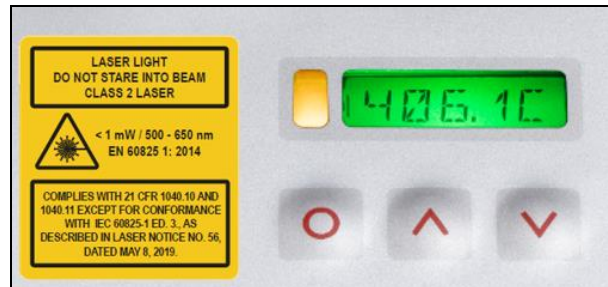 LASER LIGHT
DO NOT STARE INTO BEAM
CLASS 2 LASER
< 1 mW / 500 - 650 nm
EN 60825 1: 2014
COMPLIES WITH 21 CFR 1040.10 AND
1040.11 EXCEPT FOR CONFORMANCE
WITH IEC 60825-1 ED. 3., AS
DESCRIBED IN LASER NOTICE NO. 56,
DATED MAY 8, 2019.
1406.1C